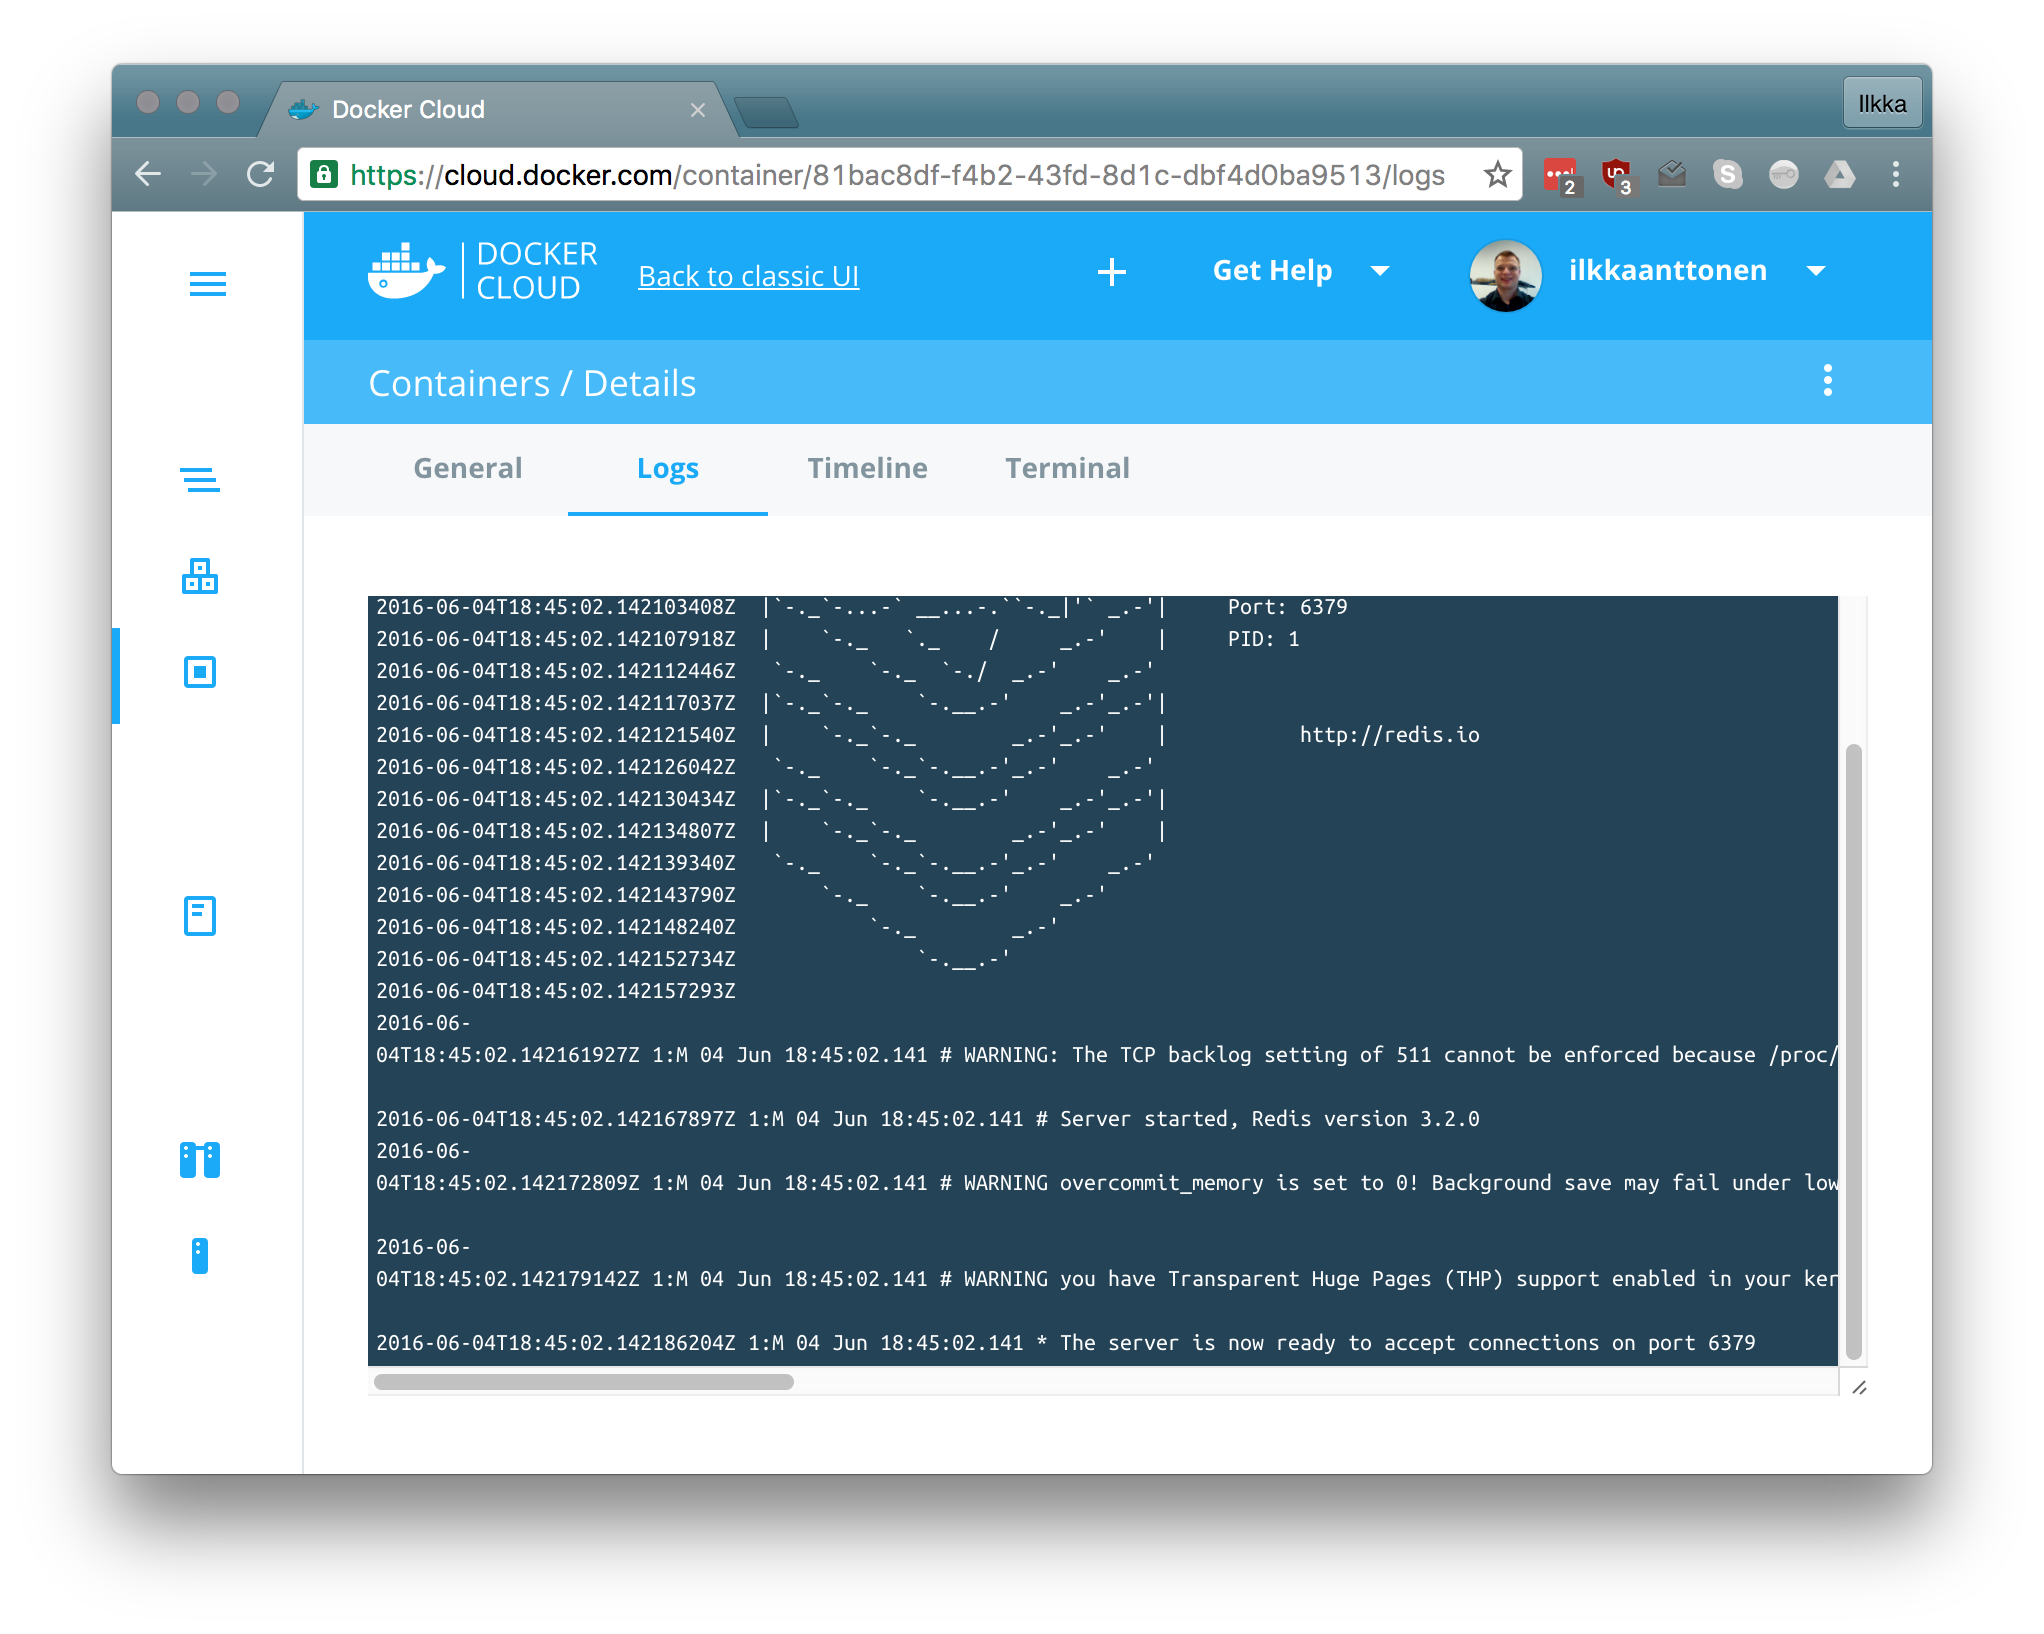 Docker Cloud
Ilkka
https://cloud.docker.com/container/81bac8df-f4b2-43fd-8d1c-dbf4d0ba9513/logs
2
3
DOCKER
CLOUD
Back to classic UI
Get Help
ilkkaanttonen
Containers / Details
General
Logs
Timeline
Terminal
2016-06-04T18:45:02.142103408Z  |`-._`-...-` __...-.``-._|'` _.-'|     Port: 6379
2016-06-04T18:45:02.142107918Z  |    `-._   `._    /     _.-'    |     PID: 1
2016-06-04T18:45:02.142112446Z   `-._    `-._  `-./  _.-'    _.-'
2016-06-04T18:45:02.142117037Z  |`-._`-._    `-.__.-'    _.-'_.-'|
2016-06-04T18:45:02.142121540Z  |    `-._`-._        _.-'_.-'    |           http://redis.io
2016-06-04T18:45:02.142126042Z   `-._    `-._`-.__.-'_.-'    _.-'
2016-06-04T18:45:02.142130434Z  |`-._`-._    `-.__.-'    _.-'_.-'|
2016-06-04T18:45:02.142134807Z  |    `-._`-._        _.-'_.-'    |
2016-06-04T18:45:02.142139340Z   `-._    `-._`-.__.-'_.-'    _.-'
2016-06-04T18:45:02.142143790Z       `-._    `-.__.-'    _.-'
2016-06-04T18:45:02.142148240Z           `-._        _.-'
2016-06-04T18:45:02.142152734Z               `-.__.-'
2016-06-04T18:45:02.142157293Z
2016-06-
04T18:45:02.142161927Z 1:M 04 Jun 18:45:02.141 # WARNING: The TCP backlog setting of 511 cannot be enforced because /proc/
2016-06-04T18:45:02.142167897Z 1:M 04 Jun 18:45:02.141 # Server started, Redis version 3.2.0
2016-06-
04T18:45:02.142172809Z 1:M 04 Jun 18:45:02.141 # WARNING overcommit_memory is set to 0! Background save may fail under low
2016-06-
04T18:45:02.142179142Z 1:M 04 Jun 18:45:02.141 # WARNING you have Transparent Huge Pages (THP) support enabled in your ker
2016-06-04T18:45:02.142186204Z 1:M 04 Jun 18:45:02.141 * The server is now ready to accept connections on port 6379